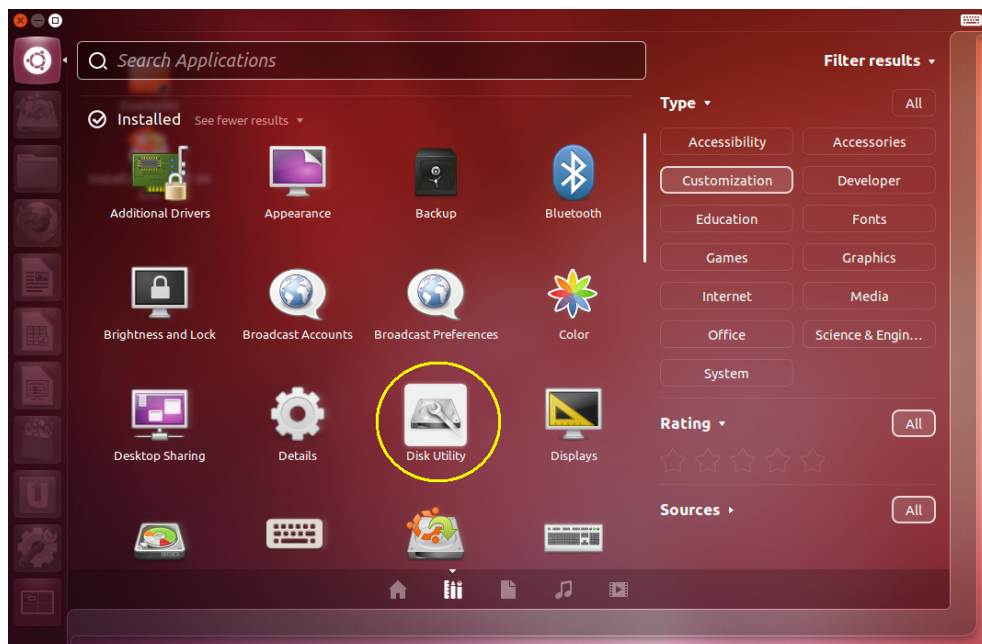 Search Applications
Filter results
Installed See fewer results
Type All
Accessibility Accessories
Customization Developer
Education Fonts
Games Graphics
Internet Media
Office Science & Engin...
System
Rating All
Sources All
Additional Drivers Appearance Backup Bluetooth
Brightness and Lock Broadcast Accounts Broadcast Preferences Color
Desktop Sharing Details Disk Utility Displays